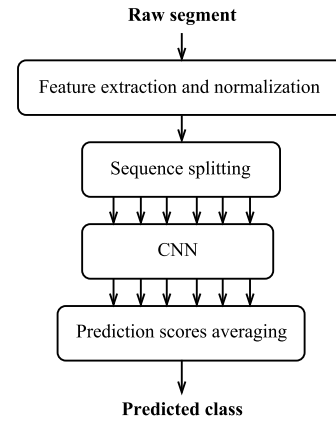 Raw segment
Feature extraction and normalization
Sequence splitting
CNN
Prediction scores averaging
Predicted class